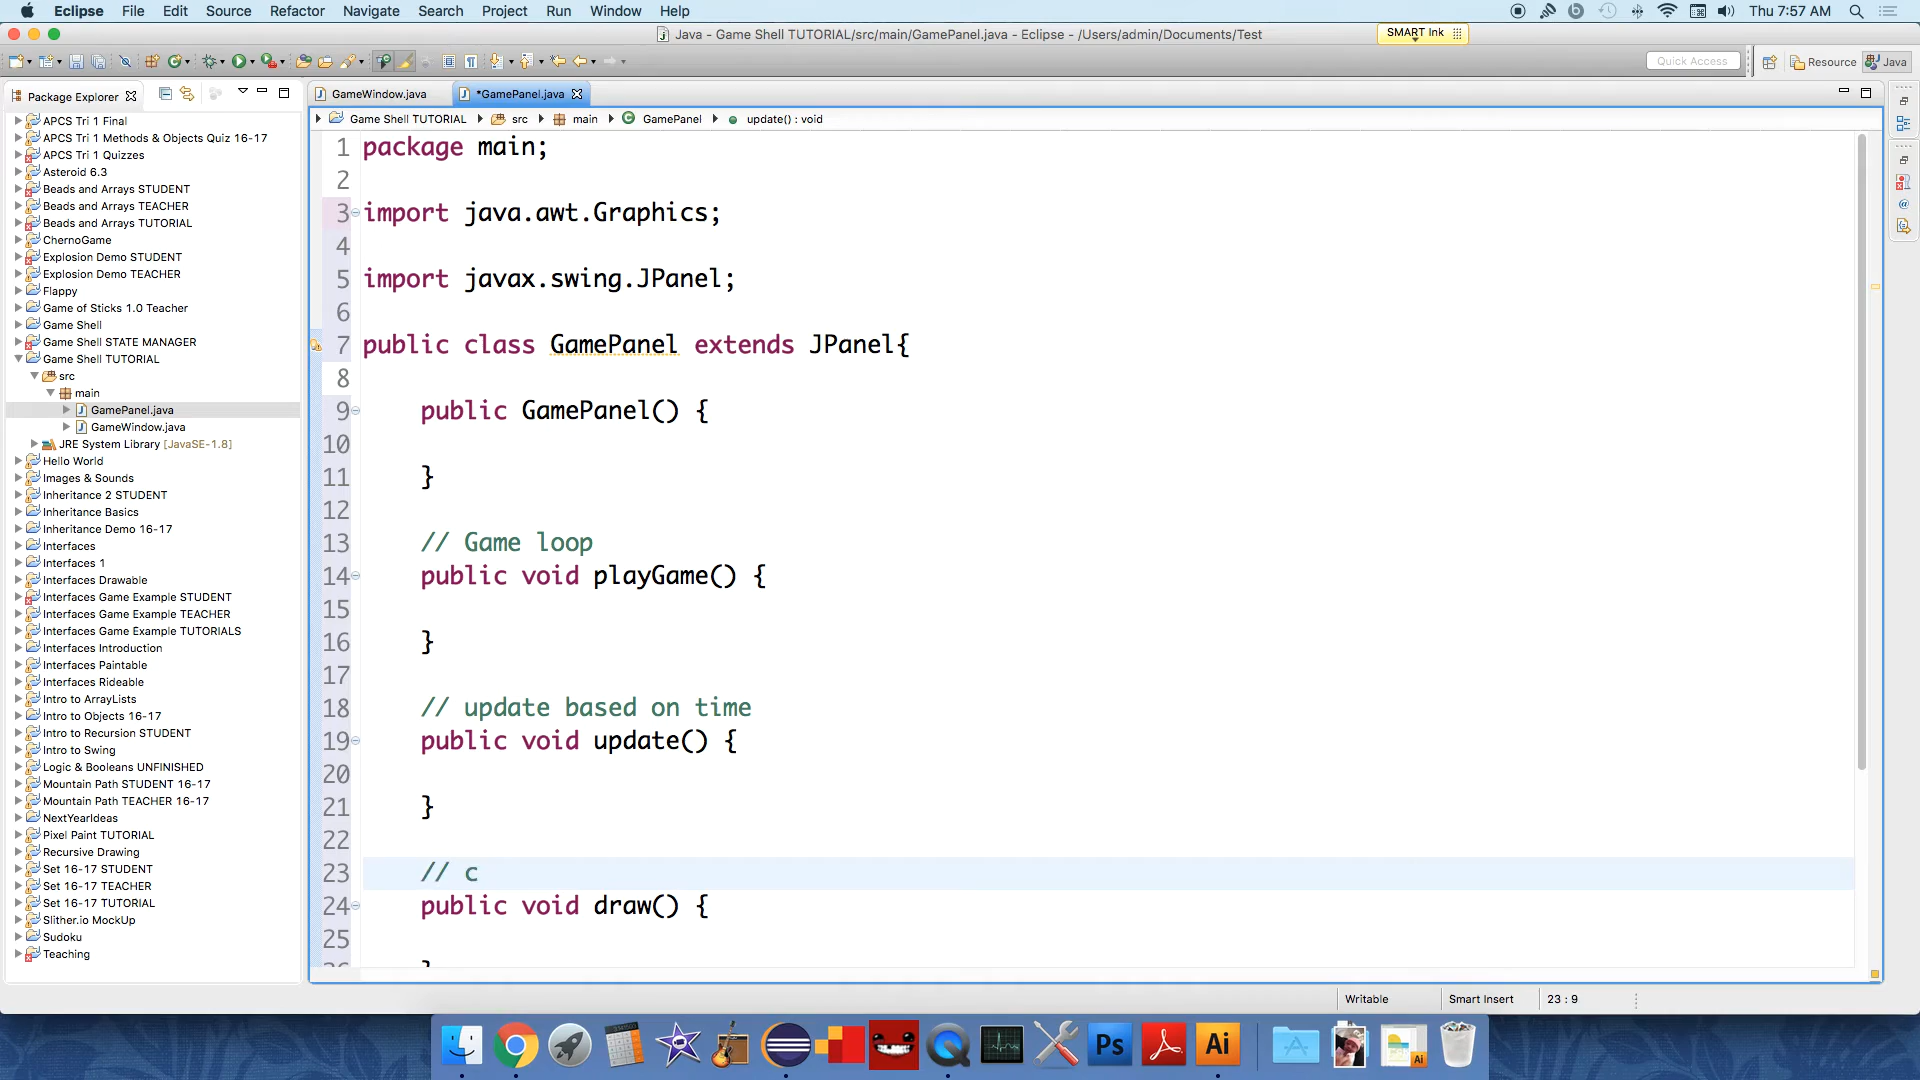 Eclipse File Edit Source Refactor Navigate Search Project Run Window Help Thu 7:57 AM
Java - Game Shell TUTORIAL/src/main/GamePanel.java - Eclipse - /Users/admin/Documents/Test
SMART Ink
Quick Access
Resource
Java
Package Explorer
GameWindow.java
*GamePanel.java
Game Shell TUTORIAL src main GamePanel update() : void
APCS Tri 1 Final
APCS Tri 1 Methods & Objects Quiz 16-17
APCS Tri 1 Quizzes
Asteroid 6.3
Beads and Arrays STUDENT
Beads and Arrays TEACHER
Beads and Arrays TUTORIAL
ChernoGame
Explosion Demo STUDENT
Explosion Demo TEACHER
Flappy
Game of Sticks 1.0 Teacher
Game Shell
Game Shell STATE MANAGER
Game Shell TUTORIAL
src
main
GamePanel.java
GameWindow.java
JRE System Library [JavaSE-1.8]
Hello World
Images & Sounds
Inheritance 2 STUDENT
Inheritance Basics
Inheritance Demo 16-17
Interfaces
Interfaces 1
Interfaces Drawable
Interfaces Game Example STUDENT
Interfaces Game Example TEACHER
Interfaces Game Example TUTORIALS
Interfaces Introduction
Interfaces Paintable
Interfaces Rideable
Intro to ArrayLists
Intro to Objects 16-17
Intro to Recursion STUDENT
Intro to Swing
Logic & Booleans UNFINISHED
Mountain Path STUDENT 16-17
Mountain Path TEACHER 16-17
NextYearIdeas
Pixel Paint TUTORIAL
Recursive Drawing
Set 16-17 STUDENT
Set 16-17 TEACHER
Set 16-17 TUTORIAL
Slither.io MockUp
Sudoku
Teaching
1 package main;
2
3 import java.awt.Graphics;
4
5 import javax.swing.JPanel;
6
7 public class GamePanel extends JPanel{
8
9 public GamePanel() {
10
11 }
12
13 // Game loop
14 public void playGame() {
15
16 }
17
18 // update based on time
19 public void update() {
20
21 }
22
23 // c
24 public void draw() {
25
26 }
Writable
Smart Insert
23 : 9
Ps
Ai
Ai